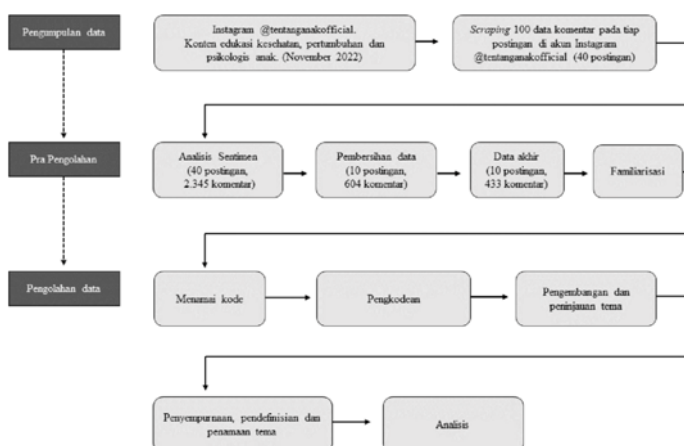 Pengumpulan data
Instagram @tentanganakofficial.
Konten edukasi kesehatan, pertumbuhan dan
psikologis anak. (November 2022)
Scraping 100 data komentar pada tiap
postingan di akun Instagram
@tentanganakofficial (40 postingan)
Pra Pengolahan
Analisis Sentimen
(40 postingan,
2.345 komentar)
Pembersihan data
(10 postingan,
604 komentar)
Data akhir
(10 postingan,
433 komentar)
Familiarisasi
Pengolahan data
Menamai kode
Pengkodean
Pengembangan dan
peninjauan tema
Penyempurnaan, pendefinisian dan
penamaan tema
Analisis